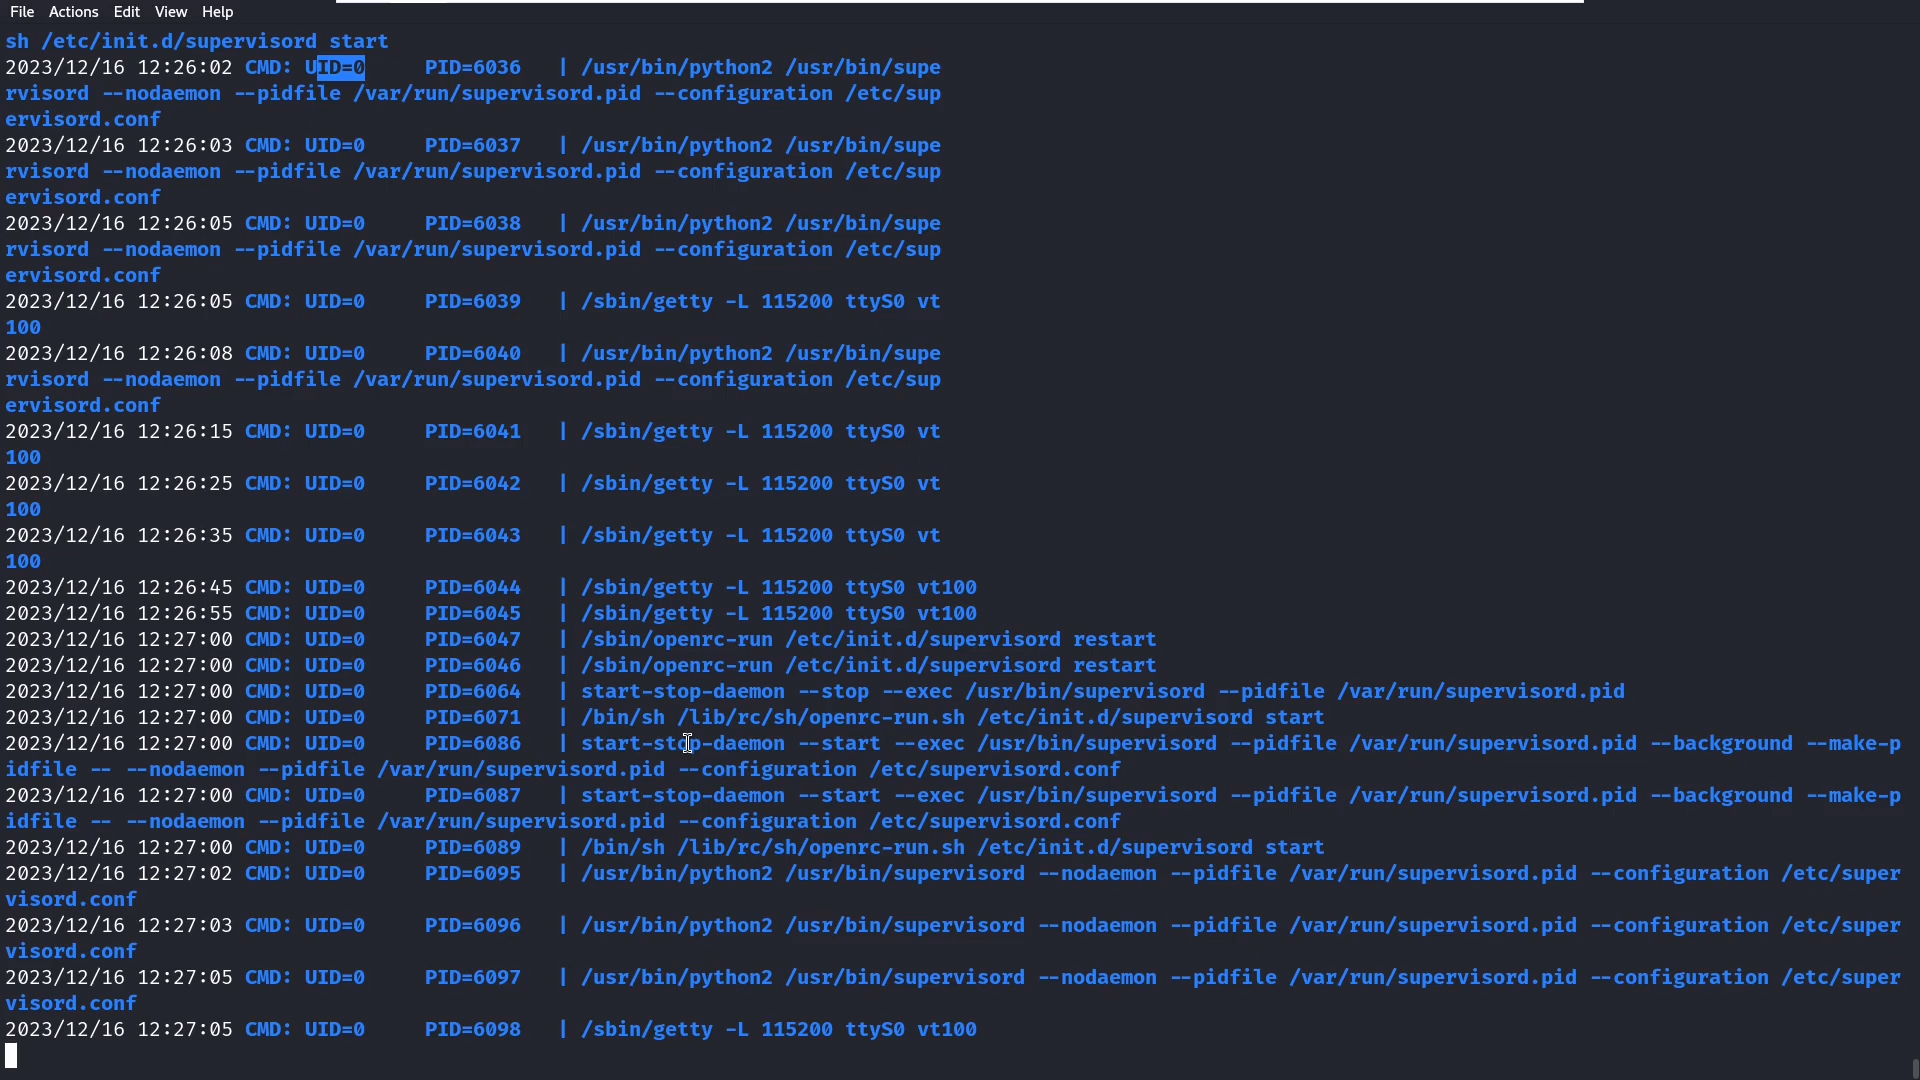 File Actions Edit View Help
sh /etc/init.d/supervisord start
2023/12/16 12:26:02 CMD: UID=0     PID=6036   | /usr/bin/python2 /usr/bin/supe
rvisord --nodaemon --pidfile /var/run/supervisord.pid --configuration /etc/sup
ervisord.conf
2023/12/16 12:26:03 CMD: UID=0     PID=6037   | /usr/bin/python2 /usr/bin/supe
rvisord --nodaemon --pidfile /var/run/supervisord.pid --configuration /etc/sup
ervisord.conf
2023/12/16 12:26:05 CMD: UID=0     PID=6038   | /usr/bin/python2 /usr/bin/supe
rvisord --nodaemon --pidfile /var/run/supervisord.pid --configuration /etc/sup
ervisord.conf
2023/12/16 12:26:05 CMD: UID=0     PID=6039   | /sbin/getty -L 115200 ttyS0 vt
100
2023/12/16 12:26:08 CMD: UID=0     PID=6040   | /usr/bin/python2 /usr/bin/supe
rvisord --nodaemon --pidfile /var/run/supervisord.pid --configuration /etc/sup
ervisord.conf
2023/12/16 12:26:15 CMD: UID=0     PID=6041   | /sbin/getty -L 115200 ttyS0 vt
100
2023/12/16 12:26:25 CMD: UID=0     PID=6042   | /sbin/getty -L 115200 ttyS0 vt
100
2023/12/16 12:26:35 CMD: UID=0     PID=6043   | /sbin/getty -L 115200 ttyS0 vt
100
2023/12/16 12:26:45 CMD: UID=0     PID=6044   | /sbin/getty -L 115200 ttyS0 vt100
2023/12/16 12:26:55 CMD: UID=0     PID=6045   | /sbin/getty -L 115200 ttyS0 vt100
2023/12/16 12:27:00 CMD: UID=0     PID=6047   | /sbin/openrc-run /etc/init.d/supervisord restart
2023/12/16 12:27:00 CMD: UID=0     PID=6046   | /sbin/openrc-run /etc/init.d/supervisord restart
2023/12/16 12:27:00 CMD: UID=0     PID=6064   | start-stop-daemon --stop --exec /usr/bin/supervisord --pidfile /var/run/supervisord.pid
2023/12/16 12:27:00 CMD: UID=0     PID=6071   | /bin/sh /lib/rc/sh/openrc-run.sh /etc/init.d/supervisord start
2023/12/16 12:27:00 CMD: UID=0     PID=6086   | start-stop-daemon --start --exec /usr/bin/supervisord --pidfile /var/run/supervisord.pid --background --make-p
idfile -- --nodaemon --pidfile /var/run/supervisord.pid --configuration /etc/supervisord.conf
2023/12/16 12:27:00 CMD: UID=0     PID=6087   | start-stop-daemon --start --exec /usr/bin/supervisord --pidfile /var/run/supervisord.pid --background --make-p
idfile -- --nodaemon --pidfile /var/run/supervisord.pid --configuration /etc/supervisord.conf
2023/12/16 12:27:00 CMD: UID=0     PID=6089   | /bin/sh /lib/rc/sh/openrc-run.sh /etc/init.d/supervisord start
2023/12/16 12:27:02 CMD: UID=0     PID=6095   | /usr/bin/python2 /usr/bin/supervisord --nodaemon --pidfile /var/run/supervisord.pid --configuration /etc/super
visord.conf
2023/12/16 12:27:03 CMD: UID=0     PID=6096   | /usr/bin/python2 /usr/bin/supervisord --nodaemon --pidfile /var/run/supervisord.pid --configuration /etc/super
visord.conf
2023/12/16 12:27:05 CMD: UID=0     PID=6097   | /usr/bin/python2 /usr/bin/supervisord --nodaemon --pidfile /var/run/supervisord.pid --configuration /etc/super
visord.conf
2023/12/16 12:27:05 CMD: UID=0     PID=6098   | /sbin/getty -L 115200 ttyS0 vt100